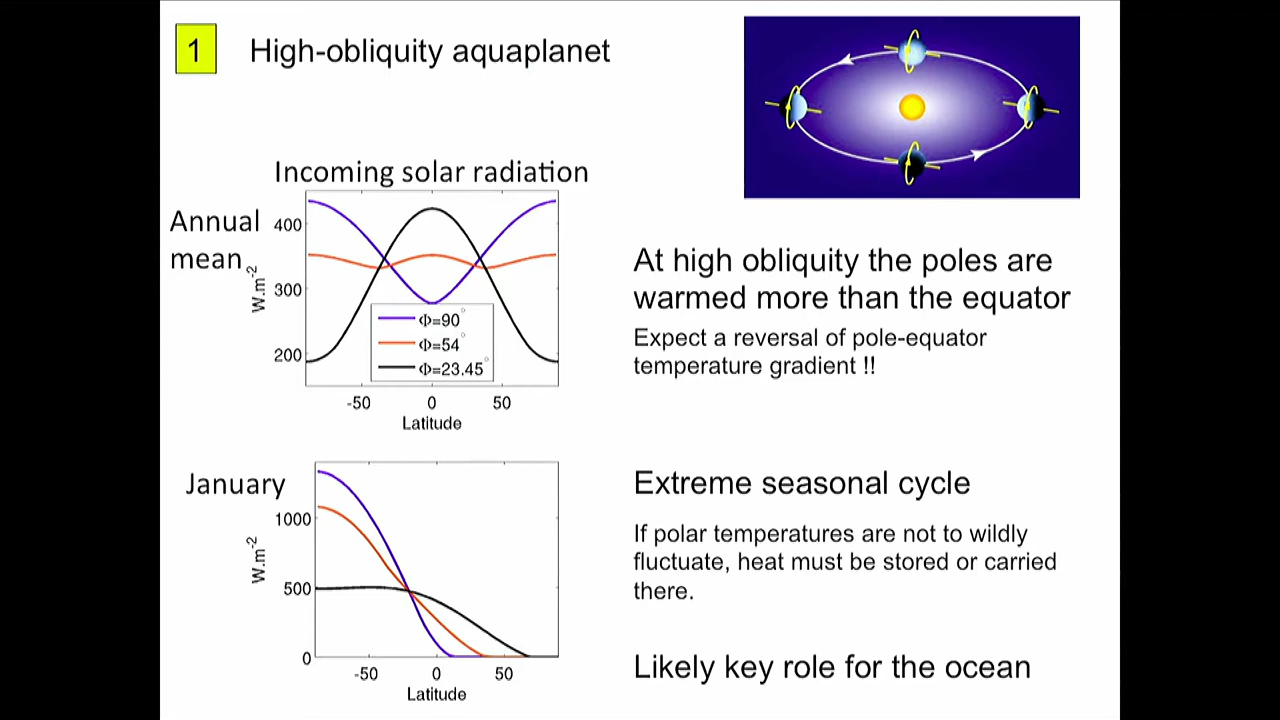 1
High-obliquity aquaplanet
Incoming solar radiation
Annual
mean
W.m-2
400
300
200
Φ=90°
Φ=54°
Φ=23.45°
-50 0 50
Latitude
At high obliquity the poles are
warmed more than the equator
Expect a reversal of pole-equator
temperature gradient !!
January
W.m-2
1000
500
0
-50 0 50
Latitude
Extreme seasonal cycle
If polar temperatures are not to wildly
fluctuate, heat must be stored or carried
there.
Likely key role for the ocean